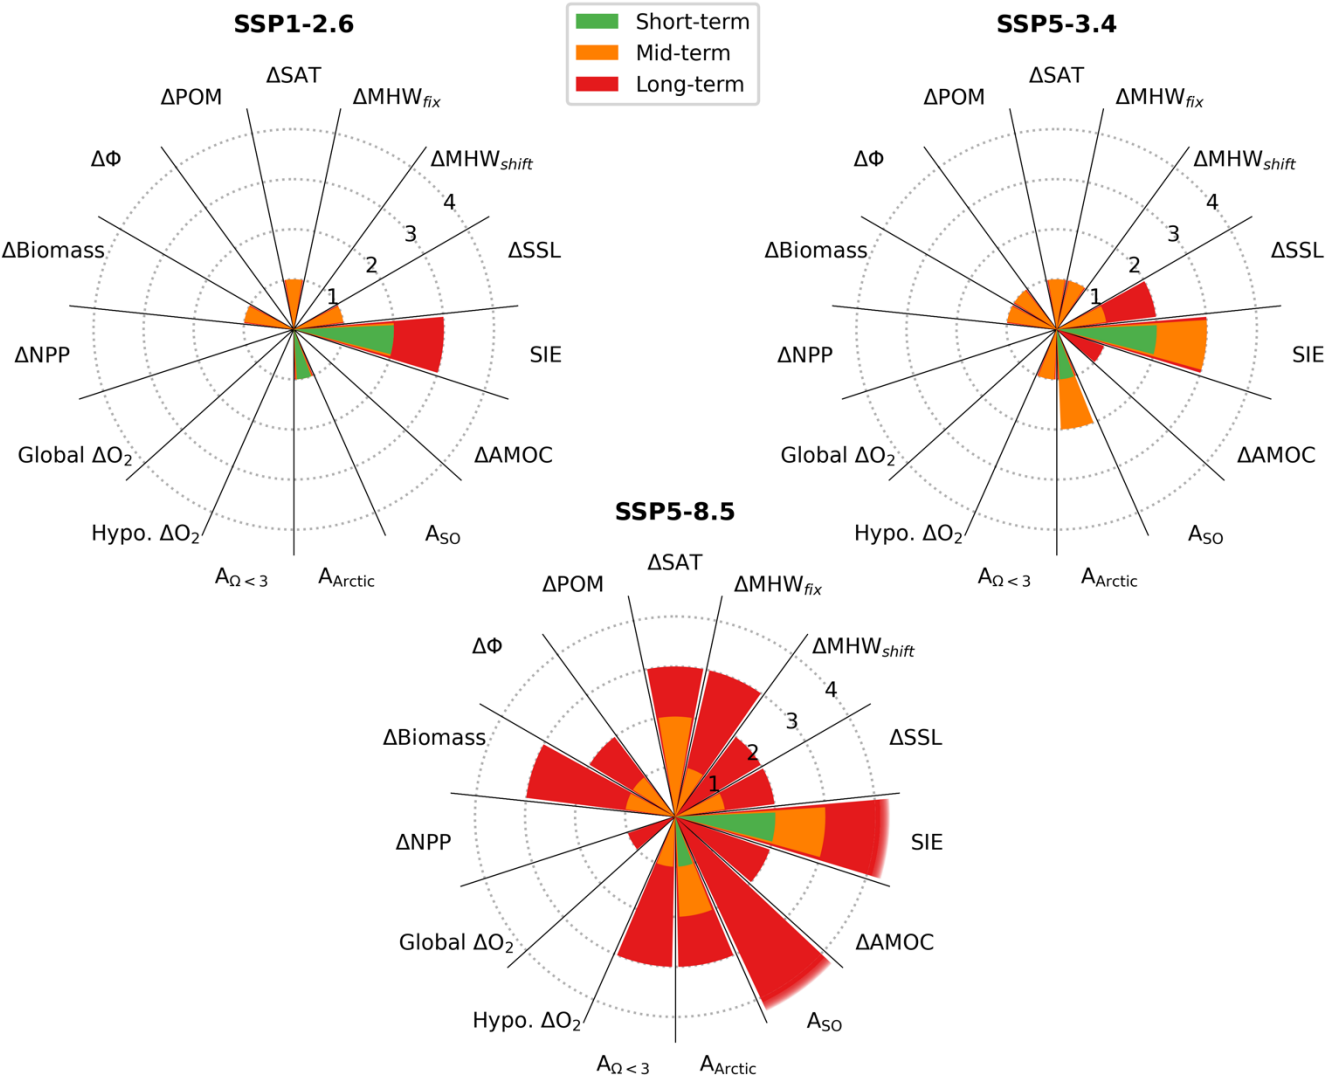 SSP1-2.6
SSP5-3.4
Short-term
Mid-term
Long-term
ΔSAT
ΔMHWfix
ΔMHWshift
ΔSSL
SIE
ΔAMOC
ASO
AArctic
AΩ < 3
Hypo. ΔO2
Global ΔO2
ΔNPP
ΔBiomass
ΔΦ
ΔPOM
1
2
3
4
ΔSAT
ΔMHWfix
ΔMHWshift
ΔSSL
SIE
ΔAMOC
ASO
AArctic
AΩ < 3
Hypo. ΔO2
Global ΔO2
ΔNPP
ΔBiomass
ΔΦ
ΔPOM
1
2
3
4
SSP5-8.5
ΔSAT
ΔMHWfix
ΔMHWshift
ΔSSL
SIE
ΔAMOC
ASO
AArctic
AΩ < 3
Hypo. ΔO2
Global ΔO2
ΔNPP
ΔBiomass
ΔΦ
ΔPOM
1
2
3
4